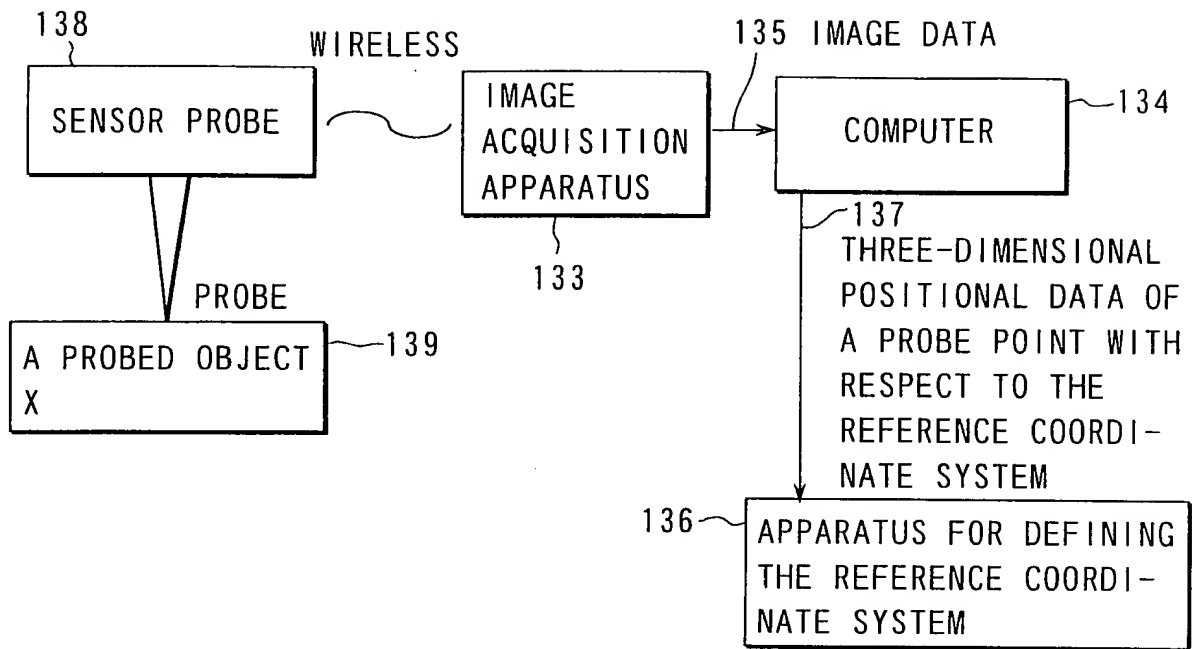 138
WIRELESS
135 IMAGE DATA
SENSOR PROBE
IMAGE
ACQUISITION
APPARATUS
COMPUTER
134
133
137
PROBE
THREE-DIMENSIONAL
POSITIONAL DATA OF
A PROBE POINT WITH
RESPECT TO THE
REFERENCE COORDI-
NATE SYSTEM
A PROBED OBJECT
X
139
136
APPARATUS FOR DEFINING
THE REFERENCE COORDI-
NATE SYSTEM